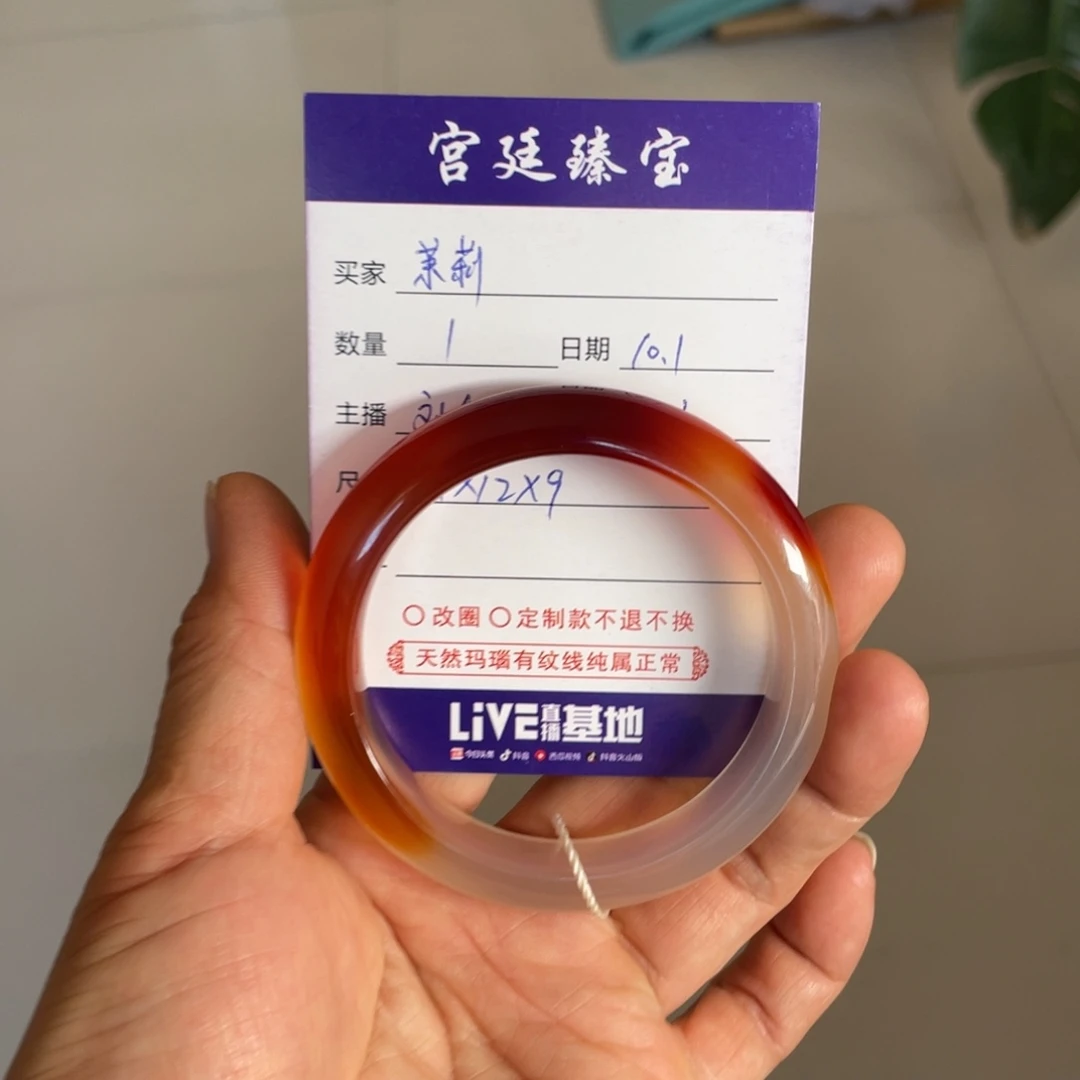 宫廷臻宝
买家 茉莉
数量 1 日期 10.1
主播 刘
尺 X12X9
○改圈○定制款不退不换
天然玛瑙有纹线纯属正常
LiVE直播基地
今日头条 抖音 西瓜视频 抖音火山版